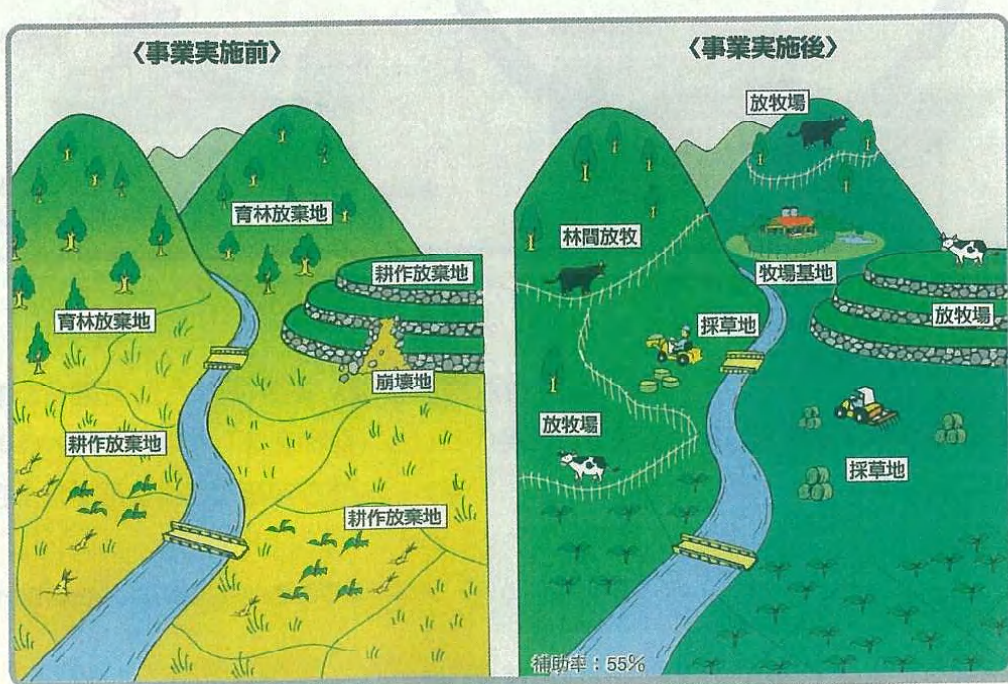 〈事業実施前〉
育林放棄地
耕作放棄地
育林放棄地
崩壊地
耕作放棄地
耕作放棄地
〈事業実施後〉
放牧場
林間放牧
牧場基地
放牧場
採草地
放牧場
採草地
補助率：55%